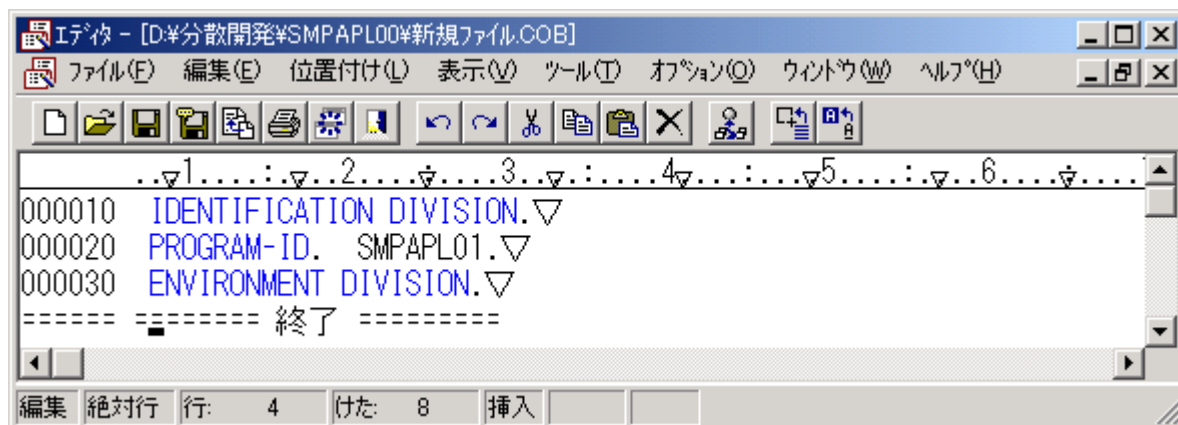 エディタ - [D:¥分散開発¥SMPAPL00¥新規ファイル.COB]
ファイル(F) 編集(E) 位置付け(L) 表示(V) ツール(T) オプション(O) ウィンドウ(W) ヘルプ(H)
..▽1....:.▽..2....▽....3..▽.:....4▽...:...▽5....:.▽..6....▽....
000010 IDENTIFICATION DIVISION.▽
000020 PROGRAM-ID. SMPAPL01.▽
000030 ENVIRONMENT DIVISION.▽
====== ======== 終了 =========
編集 絶対行 行: 4 けた: 8 挿入